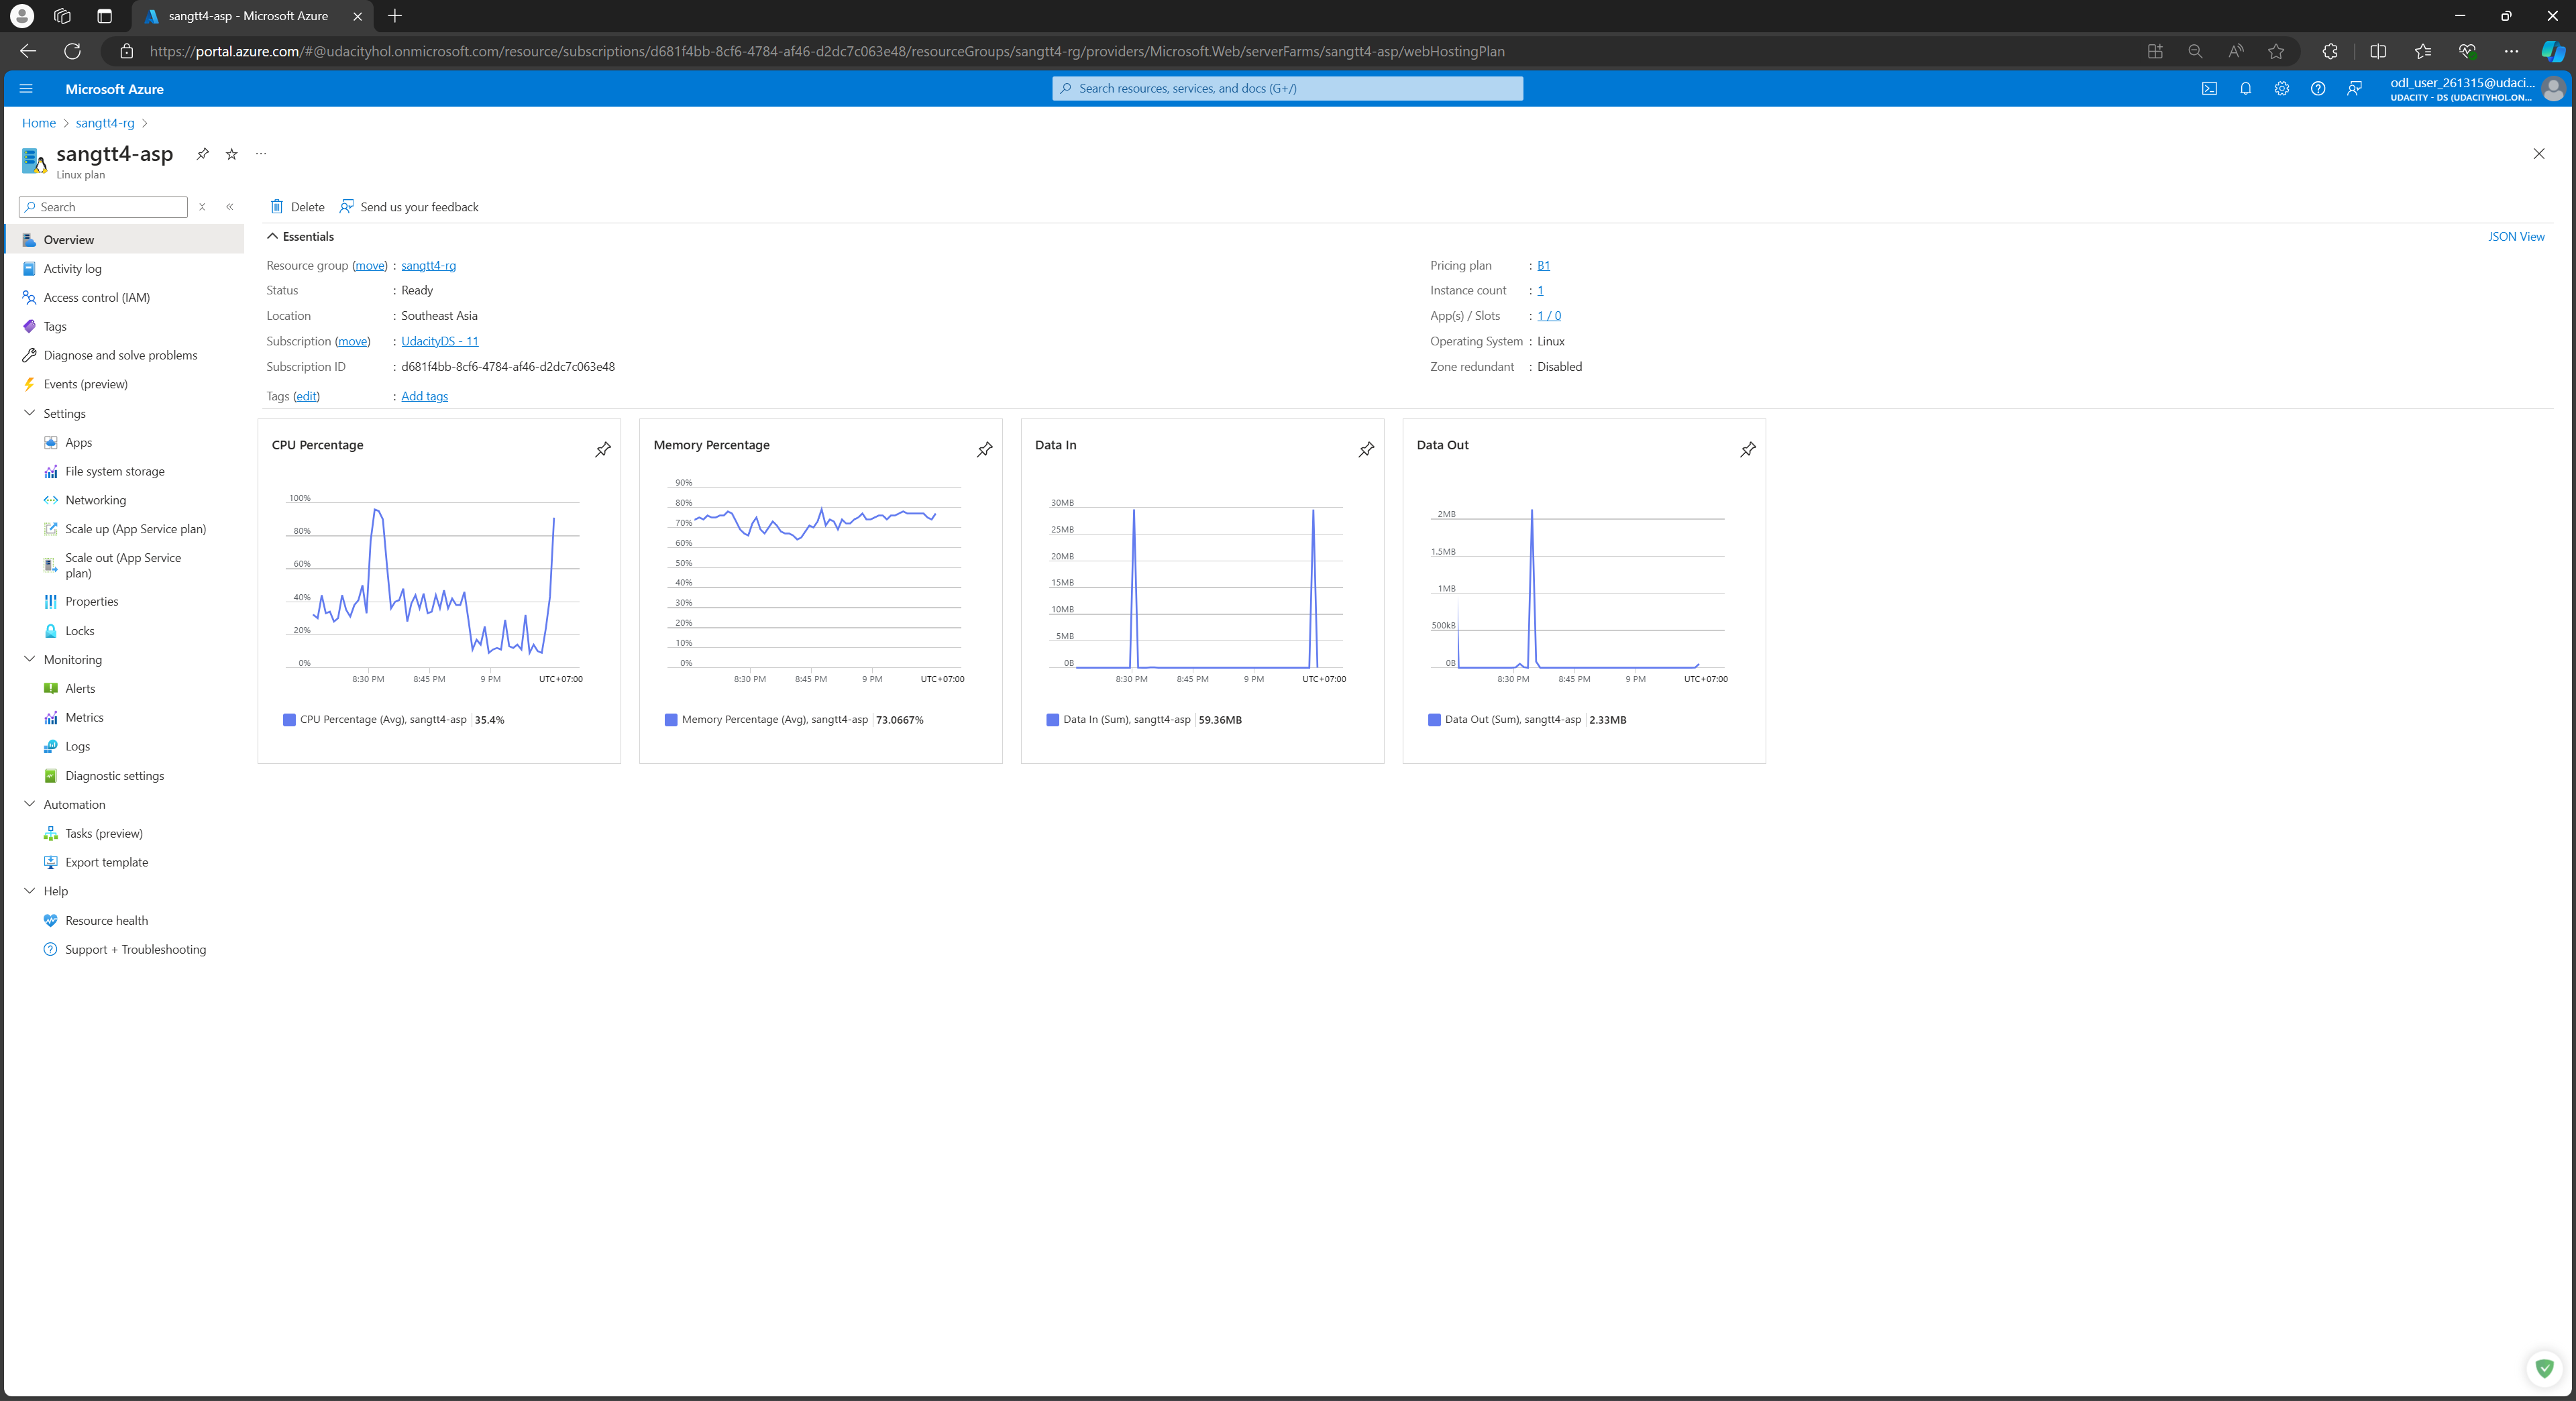 sangtt4-asp - Microsoft Azure
https://portal.azure.com/#@udacityhol.onmicrosoft.com/resource/subscriptions/d681f4bb-8cf6-4784-af46-d2dc7c063e48/resourceGroups/sangtt4-rg/providers/Microsoft.Web/serverFarms/sangtt4-asp/webHostingPlan
Microsoft Azure
Search resources, services, and docs (G+/)
odl_user_261315@udaci...
UDACITY - DS (UDACITYHOL.ON...
Home > sangtt4-rg >
sangtt4-asp
Linux plan
Search
Overview
Activity log
Access control (IAM)
Tags
Diagnose and solve problems
Events (preview)
Settings
Apps
File system storage
Networking
Scale up (App Service plan)
Scale out (App Service
plan)
Properties
Locks
Monitoring
Alerts
Metrics
Logs
Diagnostic settings
Automation
Tasks (preview)
Export template
Help
Resource health
Support + Troubleshooting
Delete
Send us your feedback
Essentials
JSON View
Resource group (move) : sangtt4-rg
Status : Ready
Location : Southeast Asia
Subscription (move) : UdacityDS - 11
Subscription ID : d681f4bb-8cf6-4784-af46-d2dc7c063e48
Tags (edit) : Add tags
Pricing plan : B1
Instance count : 1
App(s) / Slots : 1 / 0
Operating System : Linux
Zone redundant : Disabled
CPU Percentage
100%
80%
60%
40%
20%
0%
8:30 PM 8:45 PM 9 PM UTC+07:00
CPU Percentage (Avg), sangtt4-asp 35.4%
Memory Percentage
90%
80%
70%
60%
50%
40%
30%
20%
10%
0%
8:30 PM 8:45 PM 9 PM UTC+07:00
Memory Percentage (Avg), sangtt4-asp 73.0667%
Data In
30MB
25MB
20MB
15MB
10MB
5MB
0B
8:30 PM 8:45 PM 9 PM UTC+07:00
Data In (Sum), sangtt4-asp 59.36MB
Data Out
2MB
1.5MB
1MB
500kB
0B
8:30 PM 8:45 PM 9 PM UTC+07:00
Data Out (Sum), sangtt4-asp 2.33MB